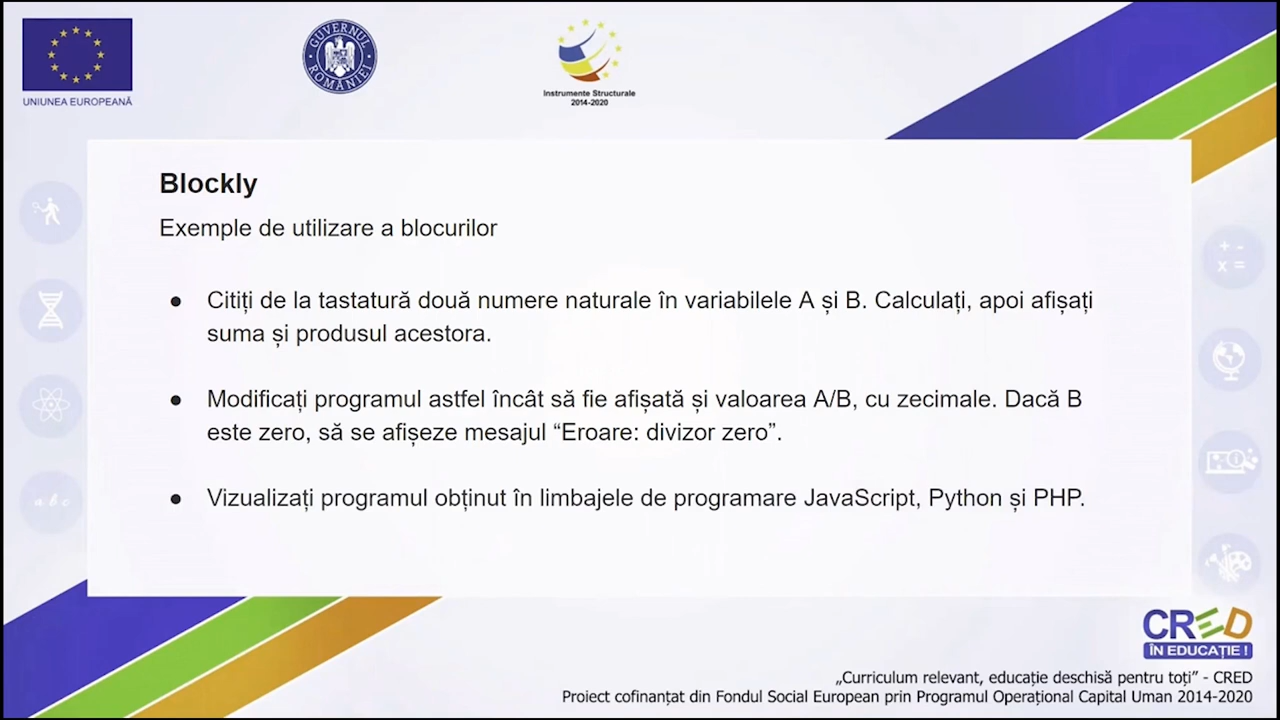 UNIUNEA EUROPEANĂ
GUVERNUL ROMÂNIEI
Instrumente Structurale
2014-2020
Blockly
Exemple de utilizare a blocurilor
● Citiți de la tastatură două numere naturale în variabilele A și B. Calculați, apoi afișați
suma și produsul acestora.
● Modificați programul astfel încât să fie afișată și valoarea A/B, cu zecimale. Dacă B
este zero, să se afișeze mesajul “Eroare: divizor zero”.
● Vizualizați programul obținut în limbajele de programare JavaScript, Python și PHP.
a b c
+ -
x =
CRED
ÎN EDUCAȚIE !
„Curriculum relevant, educație deschisă pentru toți” - CRED
Proiect cofinanțat din Fondul Social European prin Programul Operațional Capital Uman 2014-2020